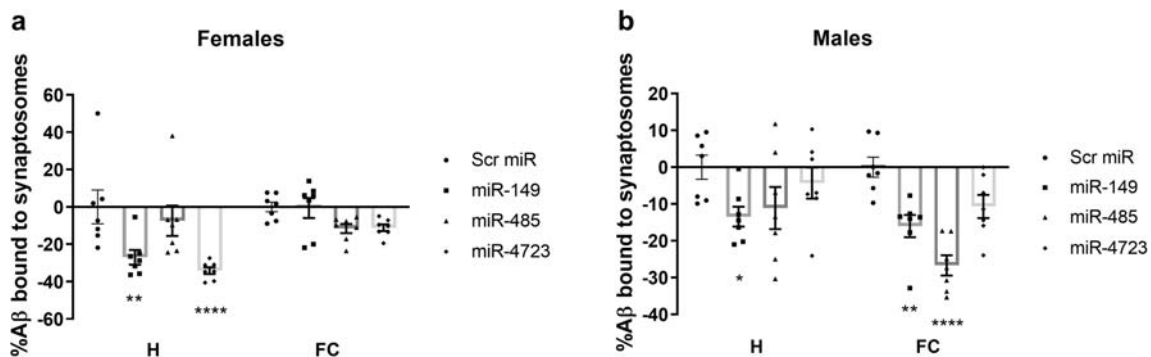 a
Females
%Aβ bound to synaptosomes
60
40
20
0
-20
-40
-60
**
****
H
FC
Scr miR
miR-149
miR-485
miR-4723
b
Males
%Aβ bound to synaptosomes
20
10
0
-10
-20
-30
-40
*
**
****
H
FC
Scr miR
miR-149
miR-485
miR-4723